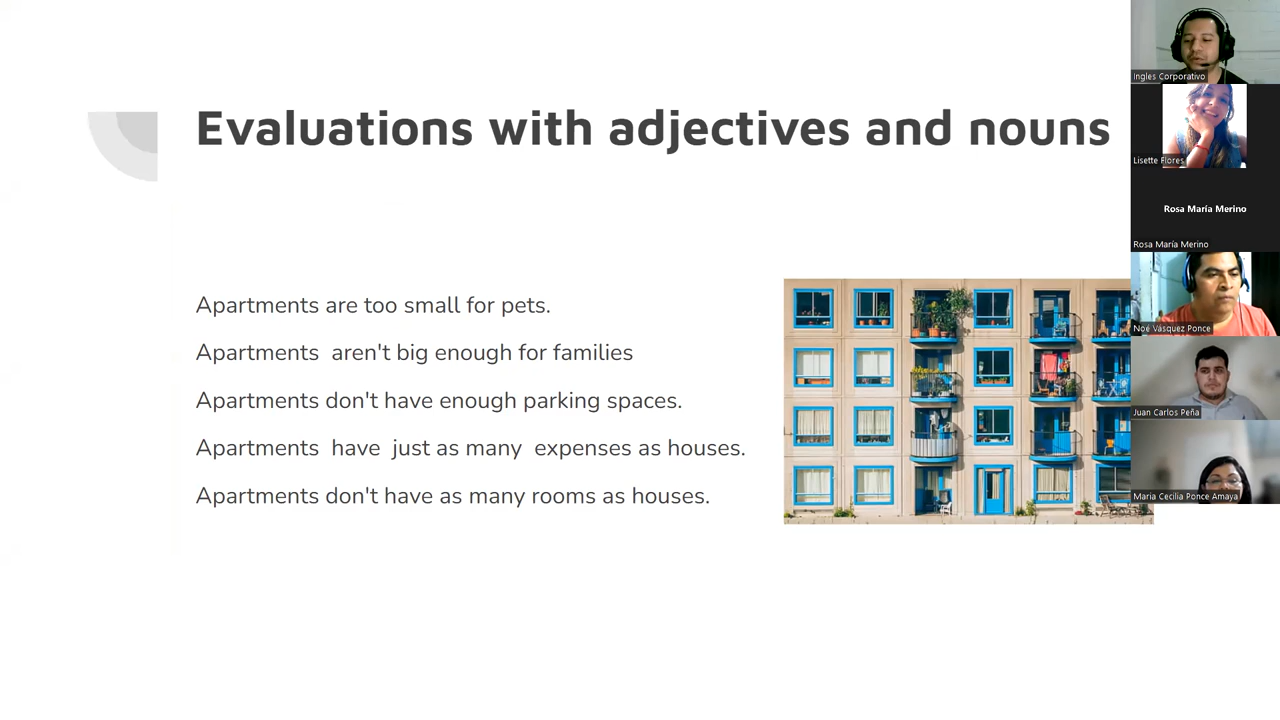 Evaluations with adjectives and nouns
Apartments are too small for pets.
Apartments aren't big enough for families
Apartments don't have enough parking spaces.
Apartments have just as many expenses as houses.
Apartments don't have as many rooms as houses.
Ingles Corporativo
Lisette Flores
Rosa María Merino
Rosa María Merino
Noé Vásquez Ponce
Juan Carlos Peña
Maria Cecilia Ponce Amaya